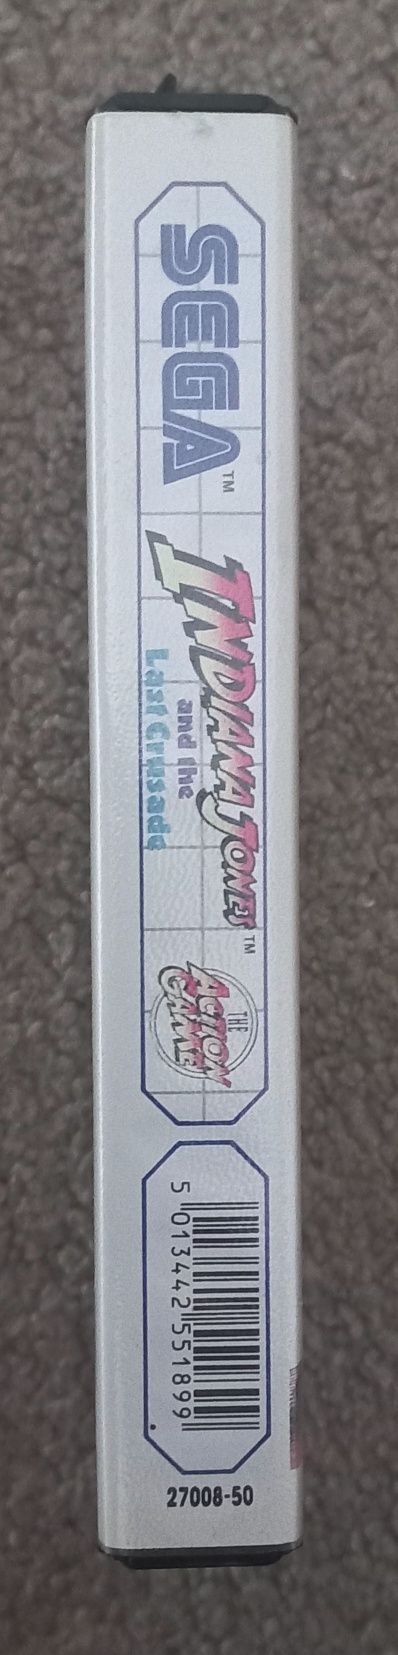 SEGA™
INDIANA JONES™
and the
Last Crusade
THE
ACTION
GAME
5 013442 551899
27008-50